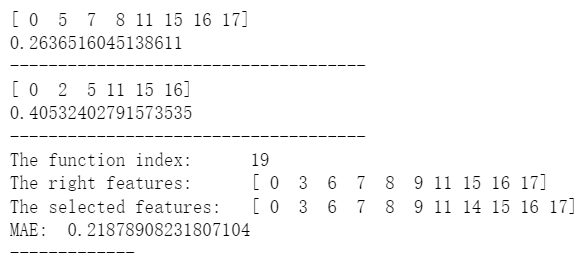 [ 0  5  7  8 11 15 16 17]
0.2636516045138611
------------------------------------
[ 0  2  5 11 15 16]
0.40532402791573535
------------------------------------
The function index:      19
The right features:      [ 0  3  6  7  8  9 11 15 16 17]
The selected features:   [ 0  3  6  7  8  9 11 14 15 16 17]
MAE:  0.21878908231807104
-------------